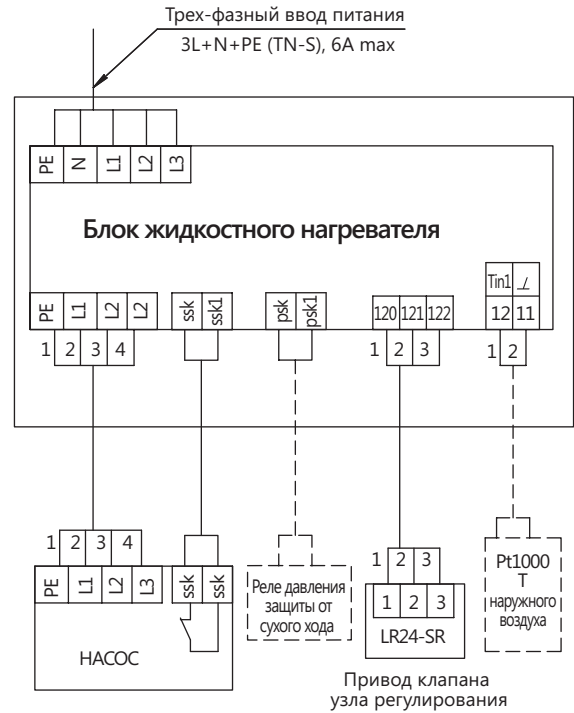 Трех-фазный ввод питания
3L+N+PE (TN-S), 6A max
PE N L1 L2 L3
Блок жидкостного нагревателя
Tin1
PE L1 L2 L2 ssk ssk1 psk psk1 120 121 122 12 11
1 2 3 4 1 2 3 1 2
1 2 3 4
PE L1 L2 L3 ssk ssk
НАСОС
Реле давления
защиты от
сухого хода
1 2 3
1 2 3
LR24-SR
Привод клапана
узла регулирования
Pt1000
T
наружного
воздуха